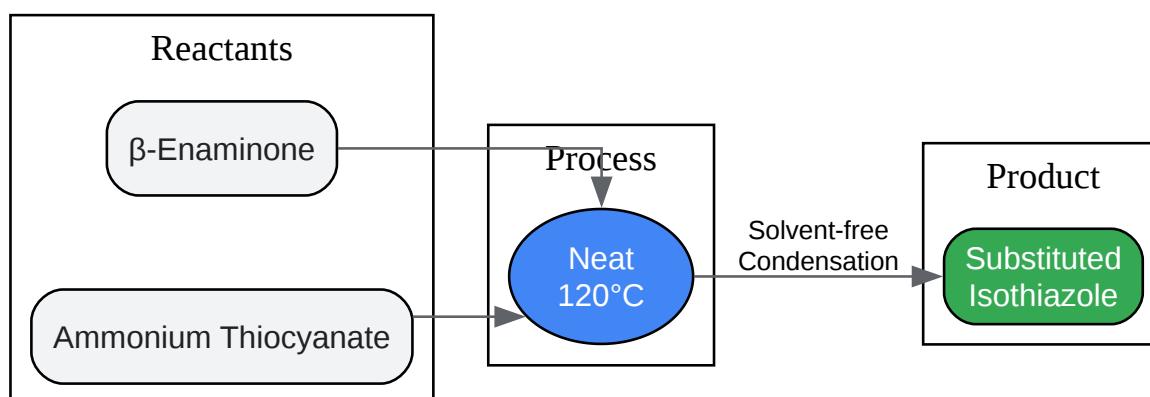 Reactants
β-Enaminone
Ammonium Thiocyanate
Process
Neat
120°C
Solvent-free
Condensation
Product
Substituted
Isothiazole